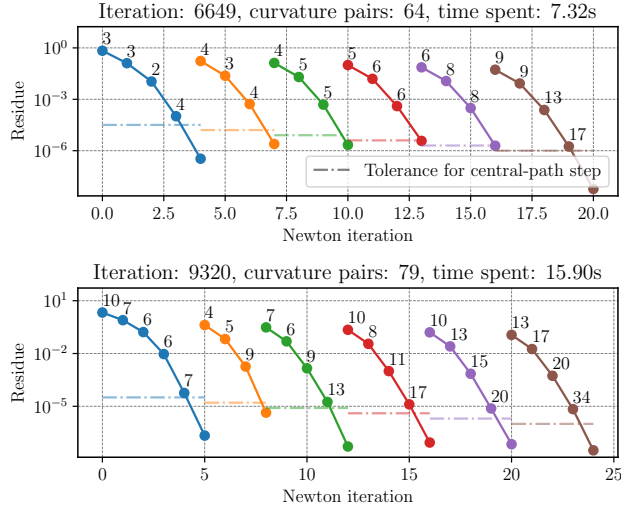 Iteration: 6649, curvature pairs: 64, time spent: 7.32s
Residue
10^0
10^-3
10^-6
3 3 2 4 4 3 4 4 5 5 5 6 6 6 8 8 9 9 13 17
Tolerance for central-path step
0.0 2.5 5.0 7.5 10.0 12.5 15.0 17.5 20.0
Newton iteration
Iteration: 9320, curvature pairs: 79, time spent: 15.90s
Residue
10^1
10^-2
10^-5
10 7 6 6 7 4 5 9 7 6 9 13 10 8 11 17 10 13 15 20 13 17 20 34
0 5 10 15 20 25
Newton iteration